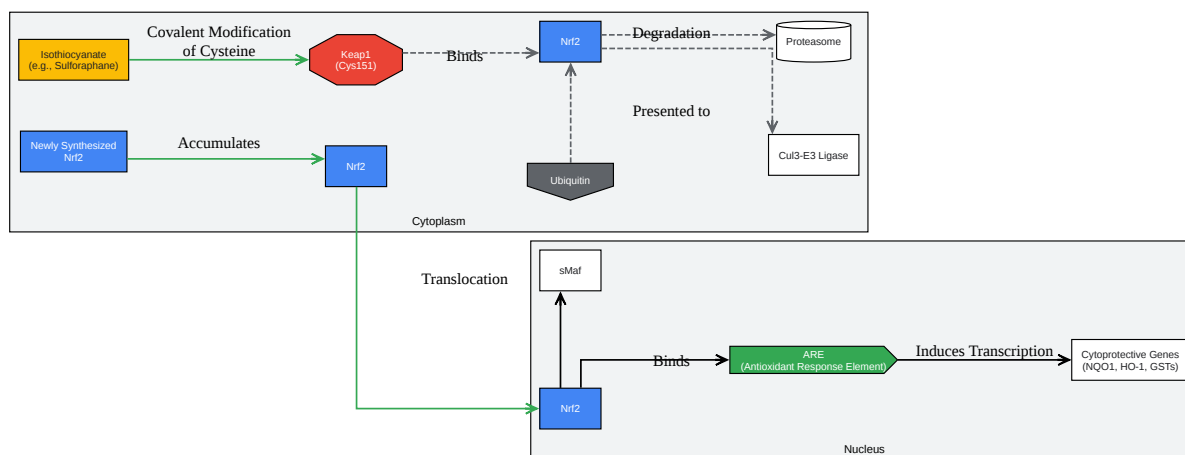 Covalent Modification
of Cysteine
Isothiocyanate
(e.g., Sulforaphane)
Keap1
(Cys151)
Binds
Nrf2
Degradation
Proteasome
Presented to
Newly Synthesized
Nrf2
Accumulates
Nrf2
Ubiquitin
Cul3-E3 Ligase
Cytoplasm
Translocation
sMaf
Nrf2
Binds
ARE
(Antioxidant Response Element)
Induces Transcription
Cytoprotective Genes
(NQO1, HO-1, GSTs)
Nucleus